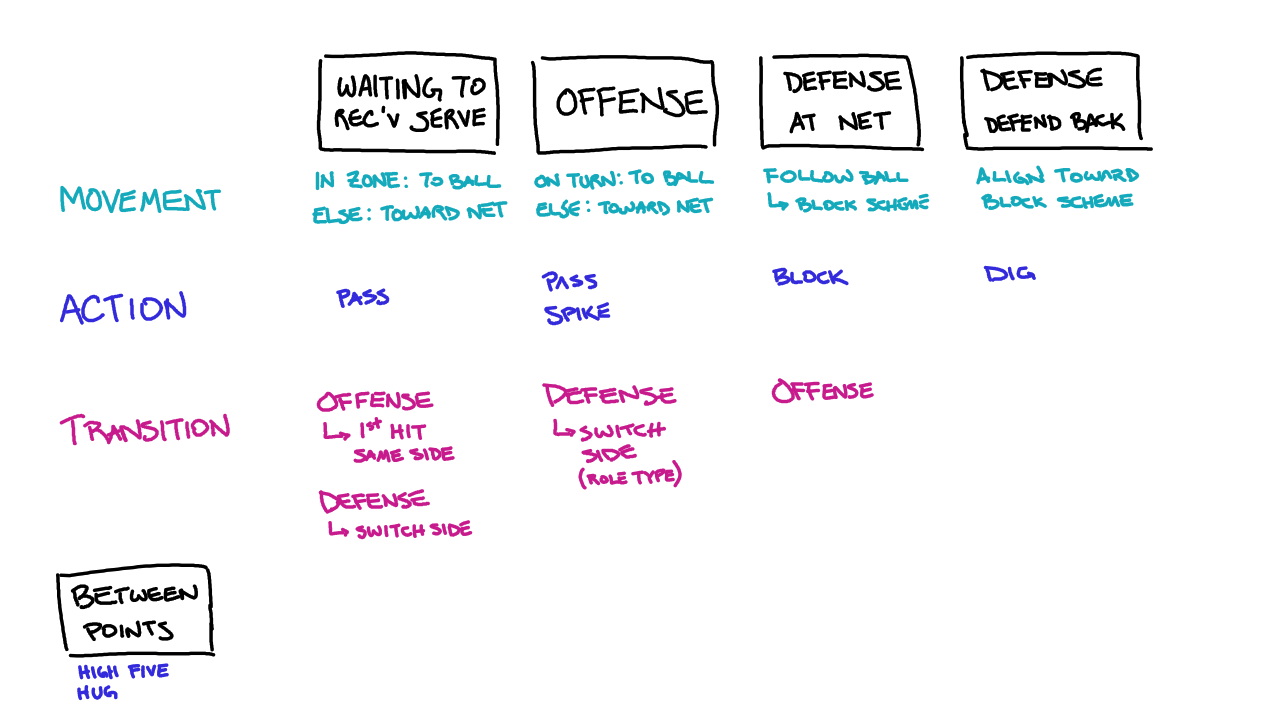 WAITING TO
REC'V SERVE
OFFENSE
DEFENSE
AT NET
DEFENSE
DEFEND BACK
MOVEMENT
IN ZONE: TO BALL
ELSE: TOWARD NET
ON TURN: TO BALL
ELSE: TOWARD NET
FOLLOW BALL
↳ BLOCK SCHEME
ALIGN TOWARD
BLOCK SCHEME
ACTION
PASS
PASS
SPIKE
BLOCK
DIG
TRANSITION
OFFENSE
↳ 1st HIT
SAME SIDE
DEFENSE
↳ SWITCH SIDE
DEFENSE
↳ SWITCH
SIDE
(ROLE TYPE)
OFFENSE
BETWEEN
POINTS
HIGH FIVE
HUG